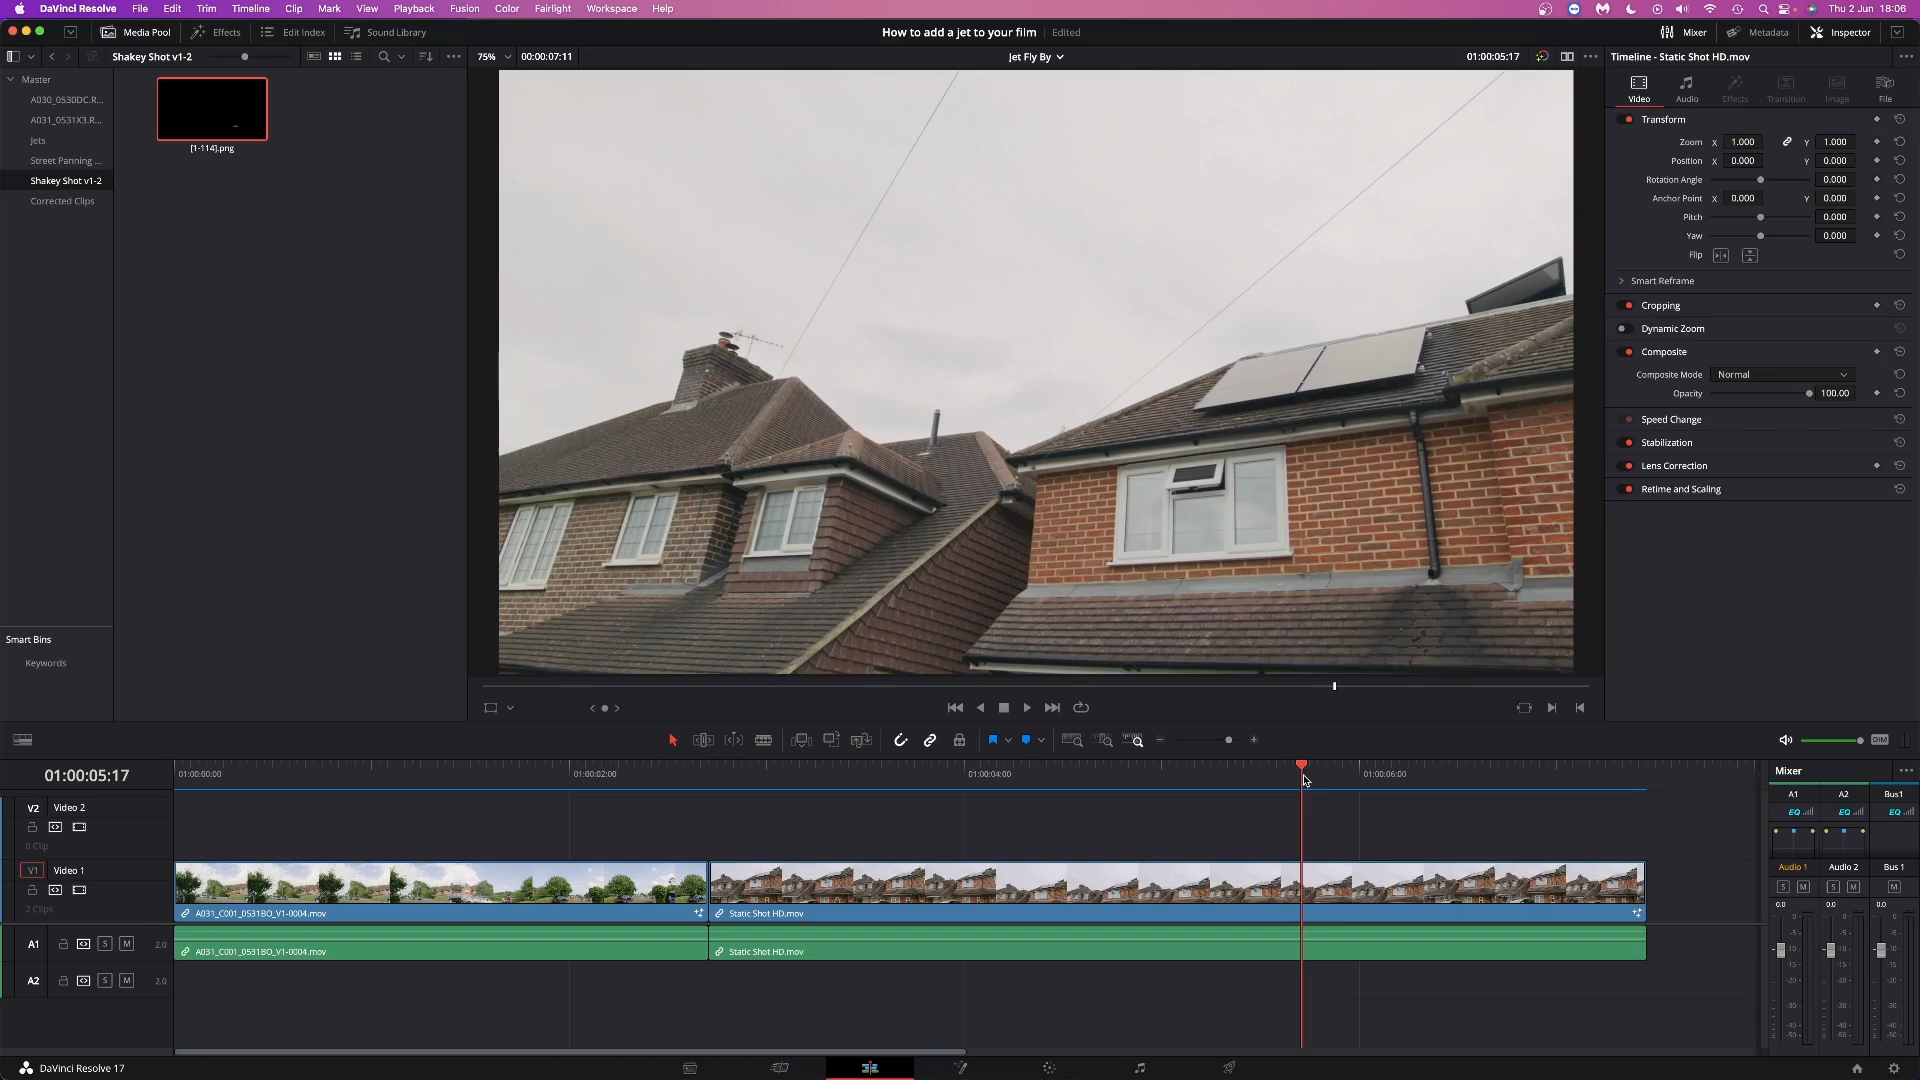 DaVinci Resolve File Edit Trim Timeline Clip Mark View Playback Fusion Color Fairlight Workspace Help Thu 2 Jun 18:06
Media Pool Effects Edit Index Sound Library How to add a jet to your film Edited Mixer Metadata Inspector
Shakey Shot v1-2 75% 00:00:07:11 Jet Fly By 01:00:05:17 Timeline - Static Shot HD.mov
Master
A030_0530DC.R...
A031_0531X3.R...
Jets
Street Panning ...
Shakey Shot v1-2
Corrected Clips
[1-114].png
Smart Bins
Keywords
Video Audio Effects Transition Image File
Transform
Zoom X 1.000 Y 1.000
Position X 0.000 Y 0.000
Rotation Angle 0.000
Anchor Point X 0.000 Y 0.000
Pitch 0.000
Yaw 0.000
Flip
Smart Reframe
Cropping
Dynamic Zoom
Composite
Composite Mode Normal
Opacity 100.00
Speed Change
Stabilization
Lens Correction
Retime and Scaling
DIM
01:00:05:17 01:00:00:00 01:00:02:00 01:00:04:00 01:00:06:00
V2 Video 2
0 Clip
V1 Video 1
2 Clips
A031_C001_0531BO_V1-0004.mov Static Shot HD.mov
A1 S M 2.0
A031_C001_0531BO_V1-0004.mov Static Shot HD.mov
A2 S M 2.0
Mixer
A1 A2 Bus1
EQ EQ EQ
Audio 1 Audio 2 Bus 1
S M S M M
0.0 0.0 0.0
DaVinci Resolve 17